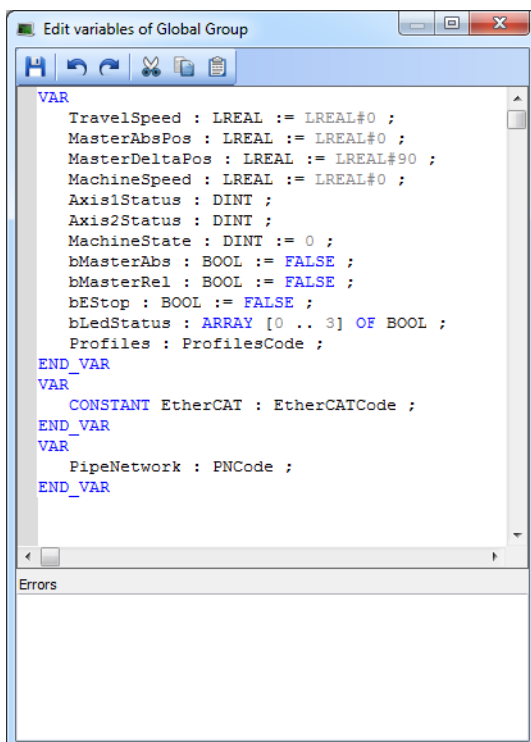 Edit variables of Global Group
VAR
TravelSpeed : LREAL := LREAL#0 ;
MasterAbsPos : LREAL := LREAL#0 ;
MasterDeltaPos : LREAL := LREAL#90 ;
MachineSpeed : LREAL := LREAL#0 ;
Axis1Status : DINT ;
Axis2Status : DINT ;
MachineState : DINT := 0 ;
bMasterAbs : BOOL := FALSE ;
bMasterRel : BOOL := FALSE ;
bEStop : BOOL := FALSE ;
bLedStatus : ARRAY [0 .. 3] OF BOOL ;
Profiles : ProfilesCode ;
END_VAR
VAR
CONSTANT EtherCAT : EtherCATCode ;
END_VAR
VAR
PipeNetwork : PNCode ;
END_VAR
Errors